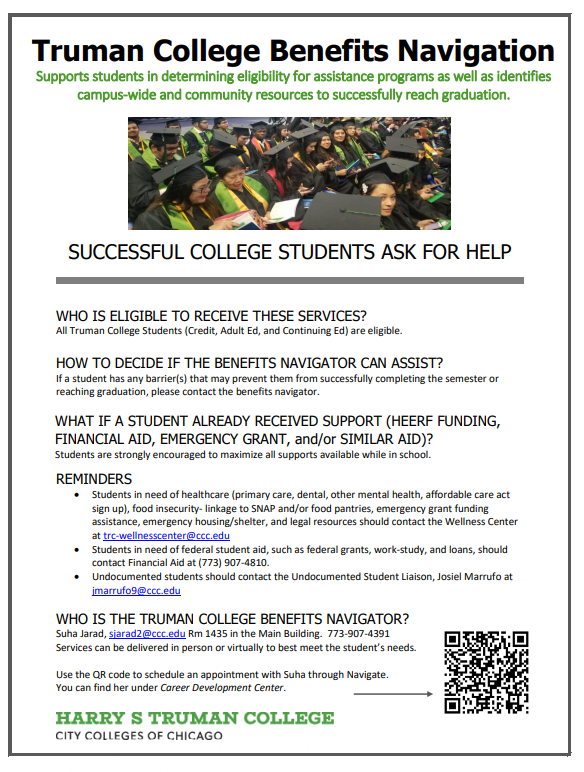 Truman College Benefits Navigation
Supports students in determining eligibility for assistance programs as well as identifies
campus-wide and community resources to successfully reach graduation.
SUCCESSFUL COLLEGE STUDENTS ASK FOR HELP
WHO IS ELIGIBLE TO RECEIVE THESE SERVICES?
All Truman College Students (Credit, Adult Ed, and Continuing Ed) are eligible.
HOW TO DECIDE IF THE BENEFITS NAVIGATOR CAN ASSIST?
If a student has any barrier(s) that may prevent them from successfully completing the semester or
reaching graduation, please contact the benefits navigator.
WHAT IF A STUDENT ALREADY RECEIVED SUPPORT (HEERF FUNDING,
FINANCIAL AID, EMERGENCY GRANT, and/or SIMILAR AID)?
Students are strongly encouraged to maximize all supports available while in school.
REMINDERS
• Students in need of healthcare (primary care, dental, other mental health, affordable care act
sign up), food insecurity- linkage to SNAP and/or food pantries, emergency grant funding
assistance, emergency housing/shelter, and legal resources should contact the Wellness Center
at trc-wellnesscenter@ccc.edu
• Students in need of federal student aid, such as federal grants, work-study, and loans, should
contact Financial Aid at (773) 907-4810.
• Undocumented students should contact the Undocumented Student Liaison, Josiel Marrufo at
jmarrufo9@ccc.edu
WHO IS THE TRUMAN COLLEGE BENEFITS NAVIGATOR?
Suha Jarad, sjarad2@ccc.edu Rm 1435 in the Main Building. 773-907-4391
Services can be delivered in person or virtually to best meet the student's needs.
Use the QR code to schedule an appointment with Suha through Navigate.
You can find her under Career Development Center.
HARRY S TRUMAN COLLEGE
CITY COLLEGES OF CHICAGO